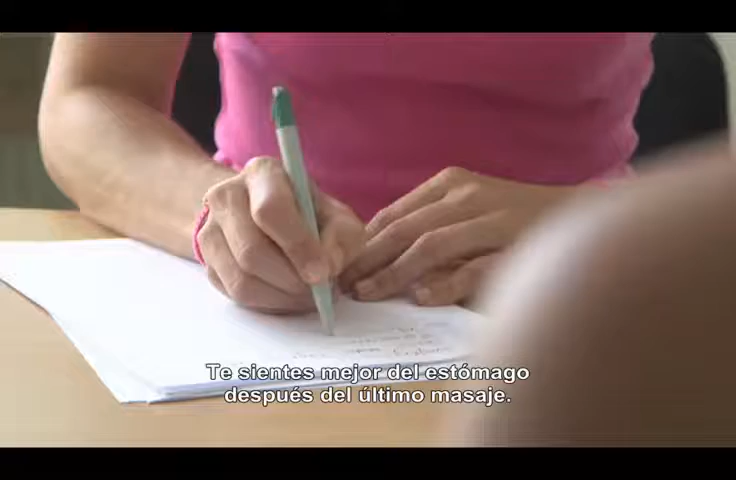 Te sientes mejor del estómago
después del último masaje.